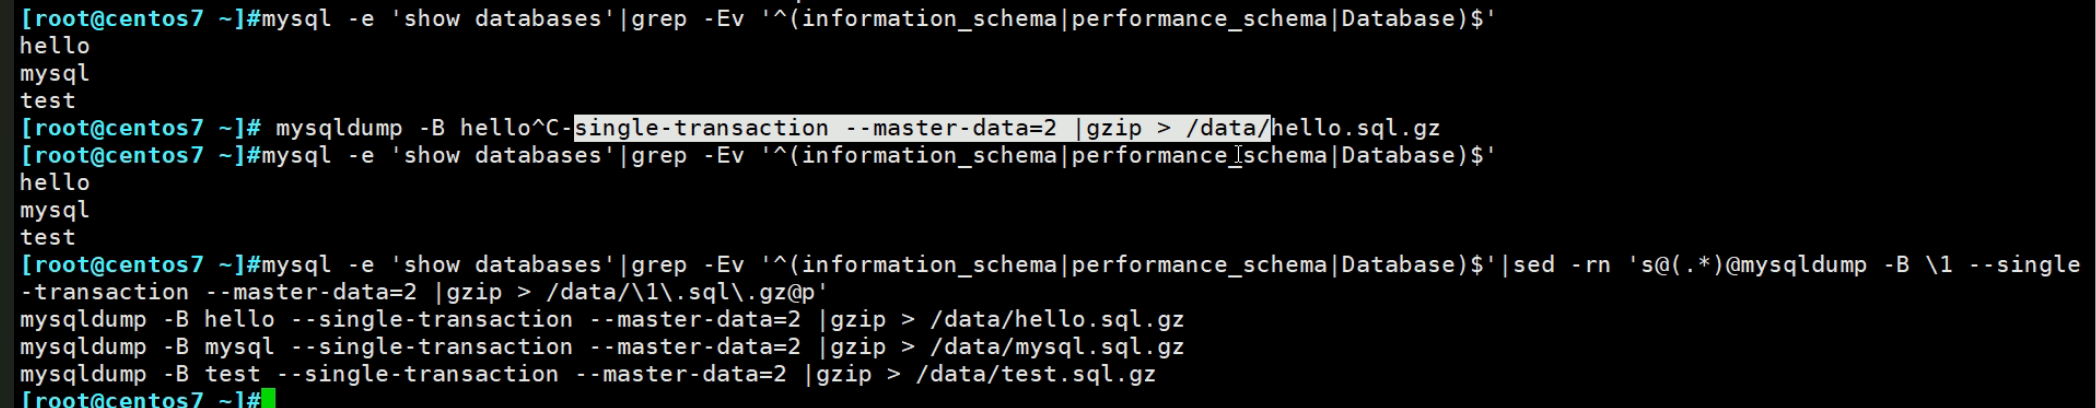 [root@centos7 ~]#mysql -e 'show databases'|grep -Ev '^(information_schema|performance_schema|Database)$'
hello
mysql
test
[root@centos7 ~]# mysqldump -B hello^C-single-transaction --master-data=2 |gzip > /data/hello.sql.gz
[root@centos7 ~]#mysql -e 'show databases'|grep -Ev '^(information_schema|performance_schema|Database)$'
hello
mysql
test
[root@centos7 ~]#mysql -e 'show databases'|grep -Ev '^(information_schema|performance_schema|Database)$'|sed -rn 's@(.*)@mysqldump -B \1 --single
-transaction --master-data=2 |gzip > /data/\1\.sql\.gz@p'
mysqldump -B hello --single-transaction --master-data=2 |gzip > /data/hello.sql.gz
mysqldump -B mysql --single-transaction --master-data=2 |gzip > /data/mysql.sql.gz
mysqldump -B test --single-transaction --master-data=2 |gzip > /data/test.sql.gz
[root@centos7 ~]#